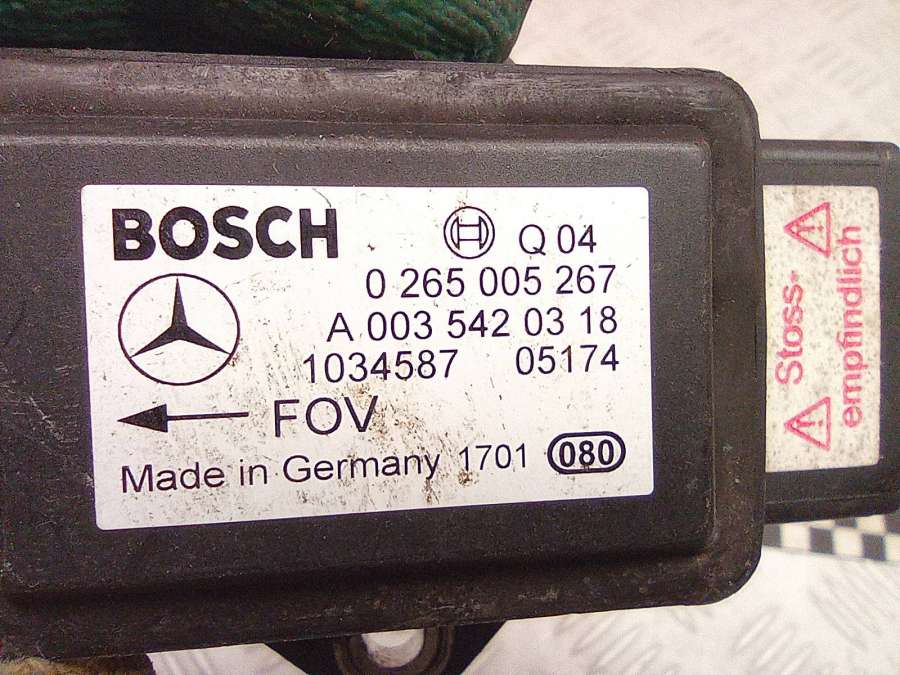 BOSCH Q 04
0 265 005 267
A 003 542 03 18
1034587 05174
FOV
Made in Germany 1701 080
Stoss-
empfindlich